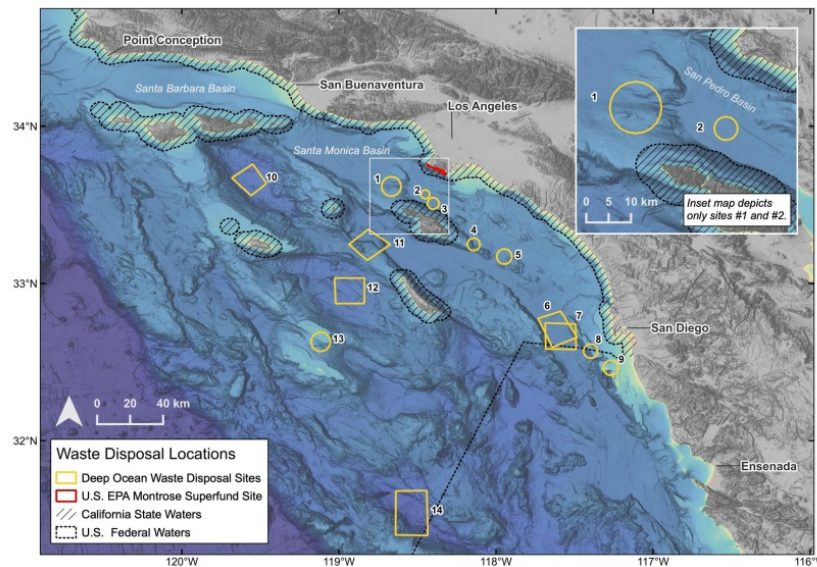 Point Conception
Santa Barbara Basin
San Buenaventura
Los Angeles
34°N
Santa Monica Basin
1
2
3
4
5
6
7
8
9
10
11
12
13
14
33°N
San Diego
32°N
Ensenada
0 20 40 km
Waste Disposal Locations
Deep Ocean Waste Disposal Sites
U.S. EPA Montrose Superfund Site
California State Waters
U.S. Federal Waters
120°W
119°W
118°W
117°W
116°W
San Pedro Basin
1
2
0 5 10 km
Inset map depicts
only sites #1 and #2.